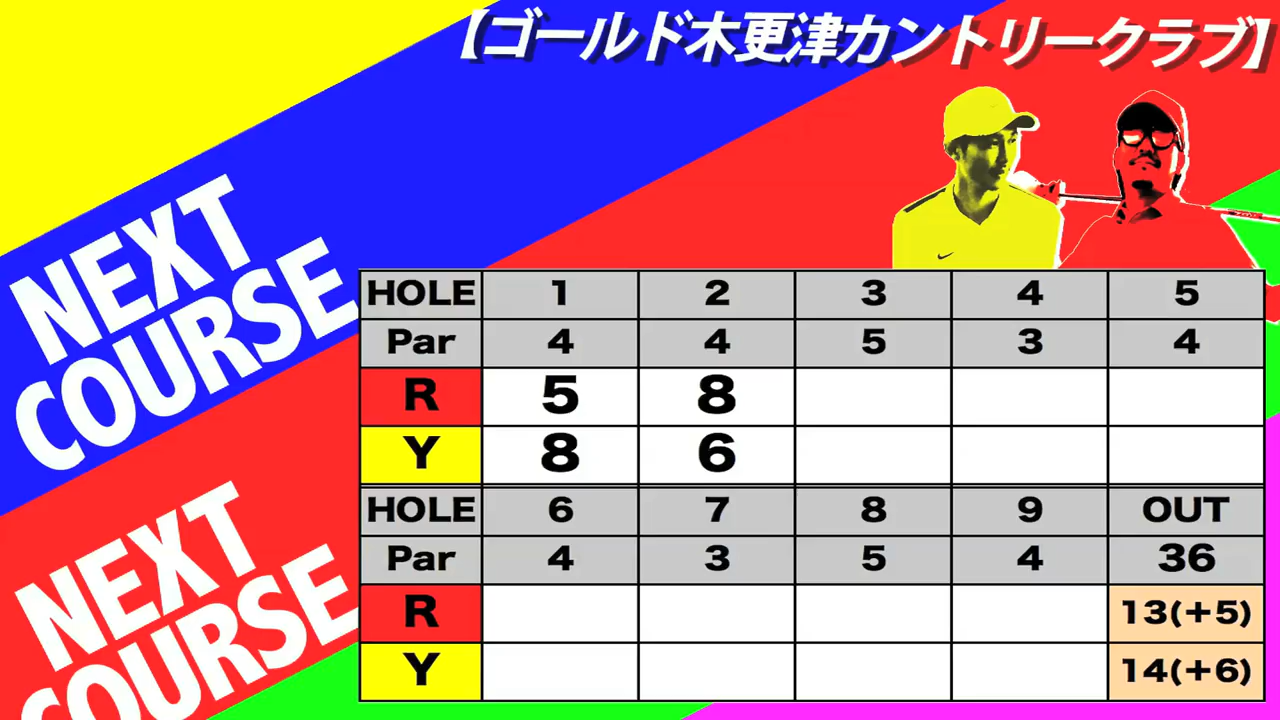 【ゴールド木更津カントリークラブ】
NEXT
COURSE
NEXT
COURSE
HOLE 1 2 3 4 5
Par 4 4 5 3 4
R 5 8
Y 8 6
HOLE 6 7 8 9 OUT
Par 4 3 5 4 36
R 13(+5)
Y 14(+6)